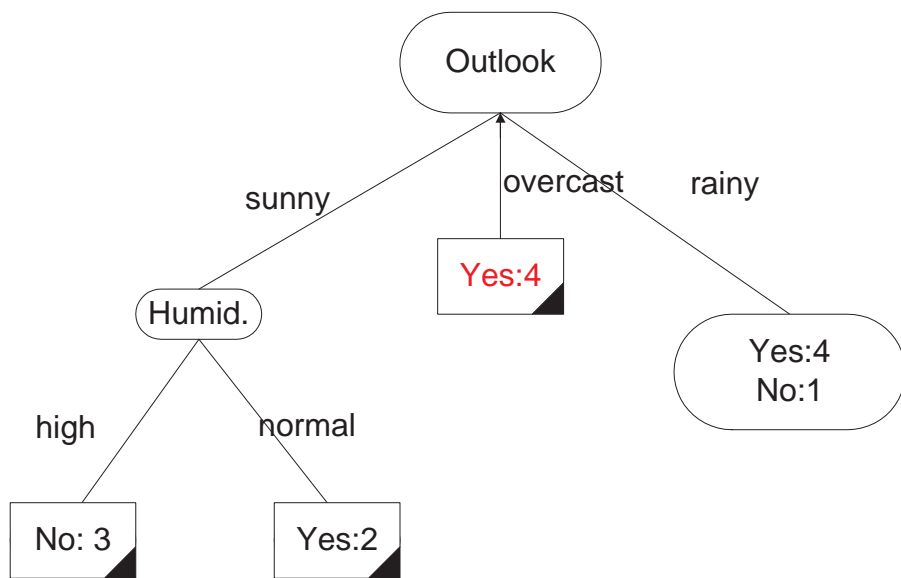 Outlook
sunny
overcast
rainy
Yes:4
Humid.
Yes:4
No:1
high
normal
No: 3
Yes:2